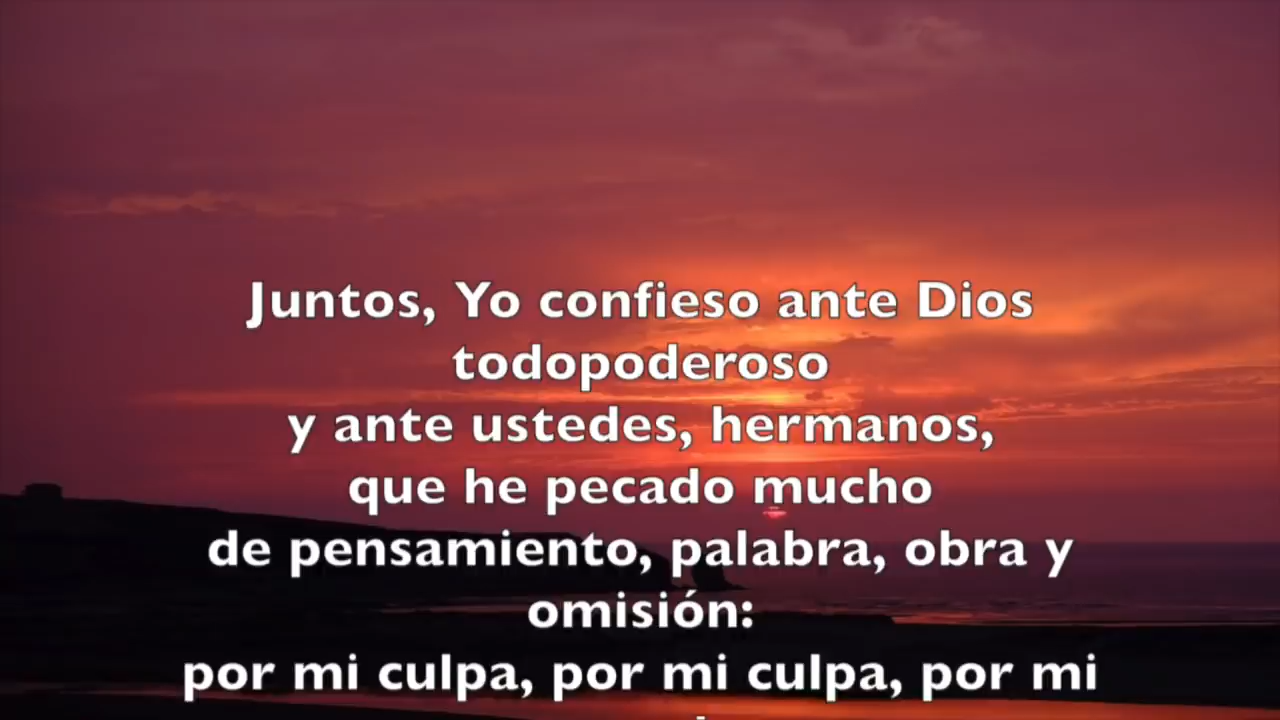 Juntos, Yo confieso ante Dios
todopoderoso
y ante ustedes, hermanos,
que he pecado mucho
de pensamiento, palabra, obra y
omisión:
por mi culpa, por mi culpa, por mi